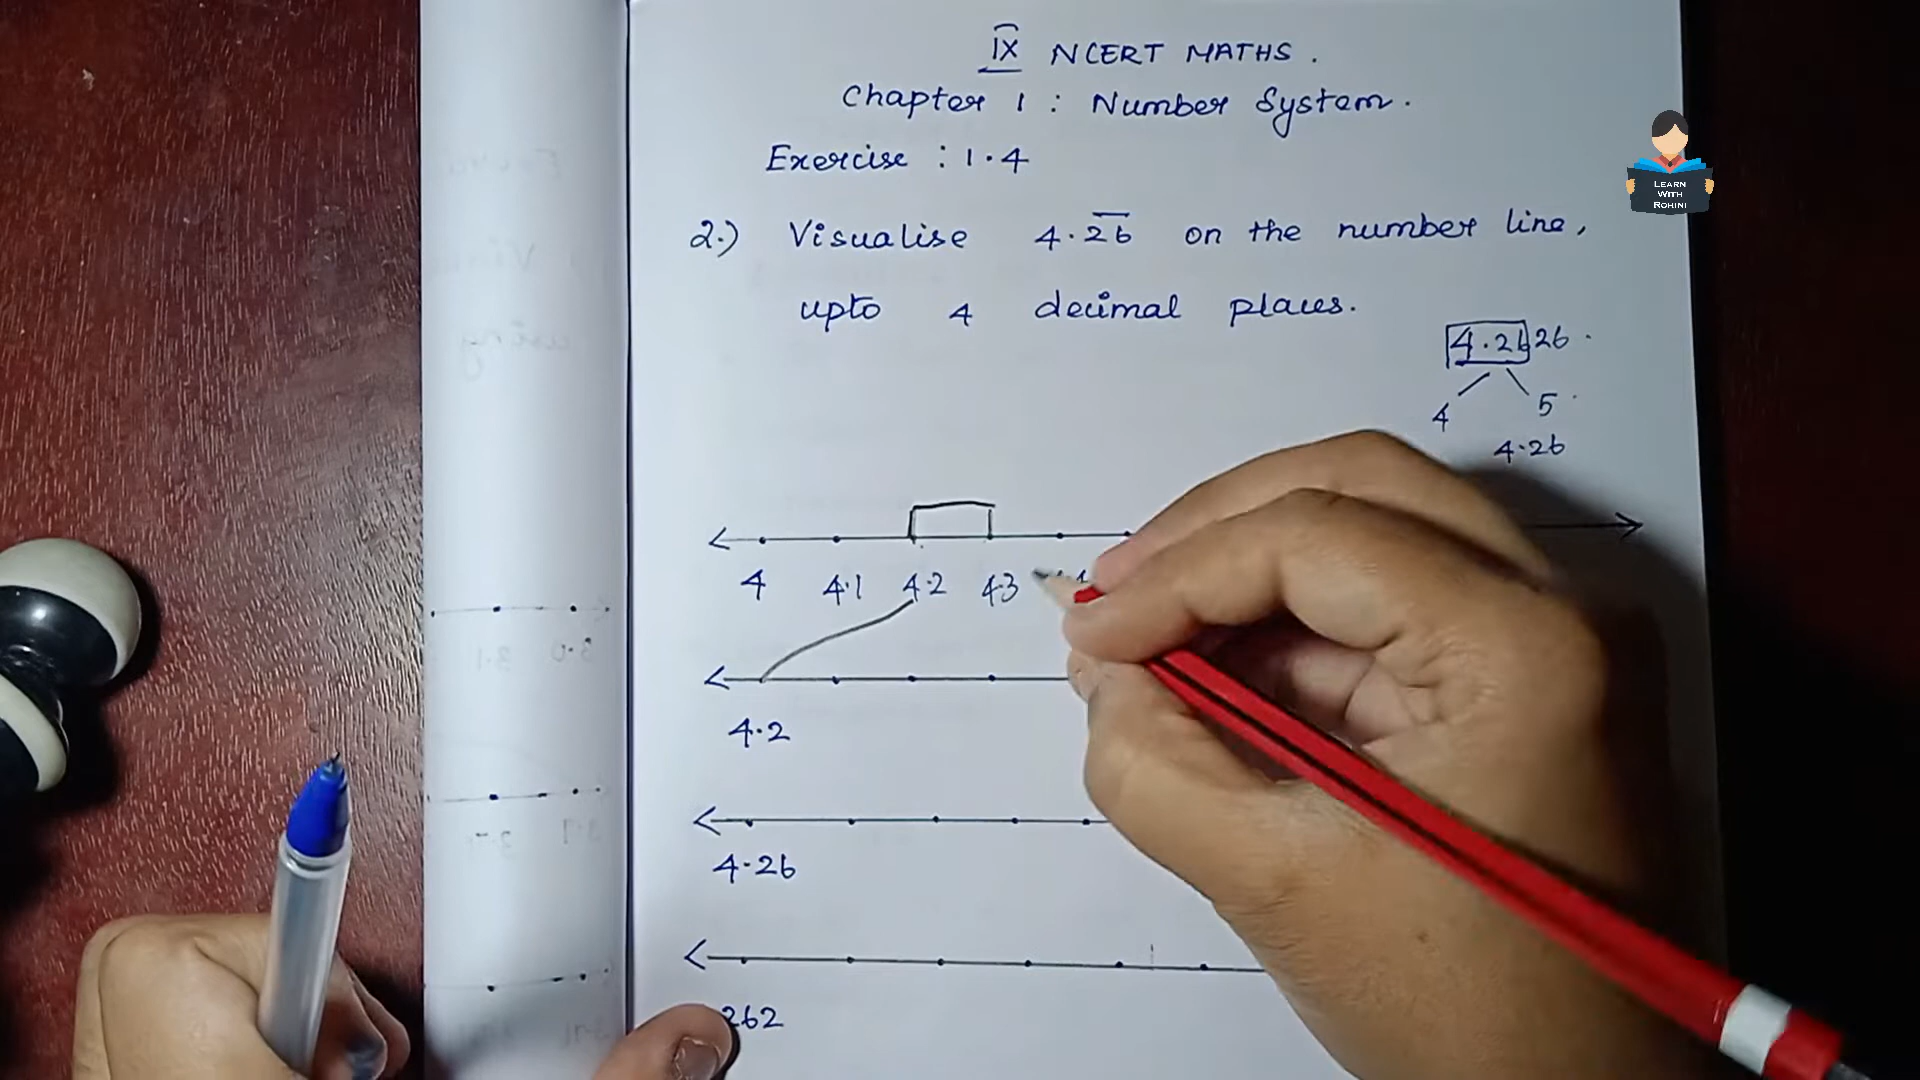 IX NCERT MATHS.
Chapter 1 : Number System.
Exercise : 1.4
2.) Visualise 4.2̅6̅ on the number line,
upto 4 decimal places.
4.2626.
4 5
4.26
4 4.1 4.2 4.3
4.2
4.26
262
LEARN
WITH
ROHINI